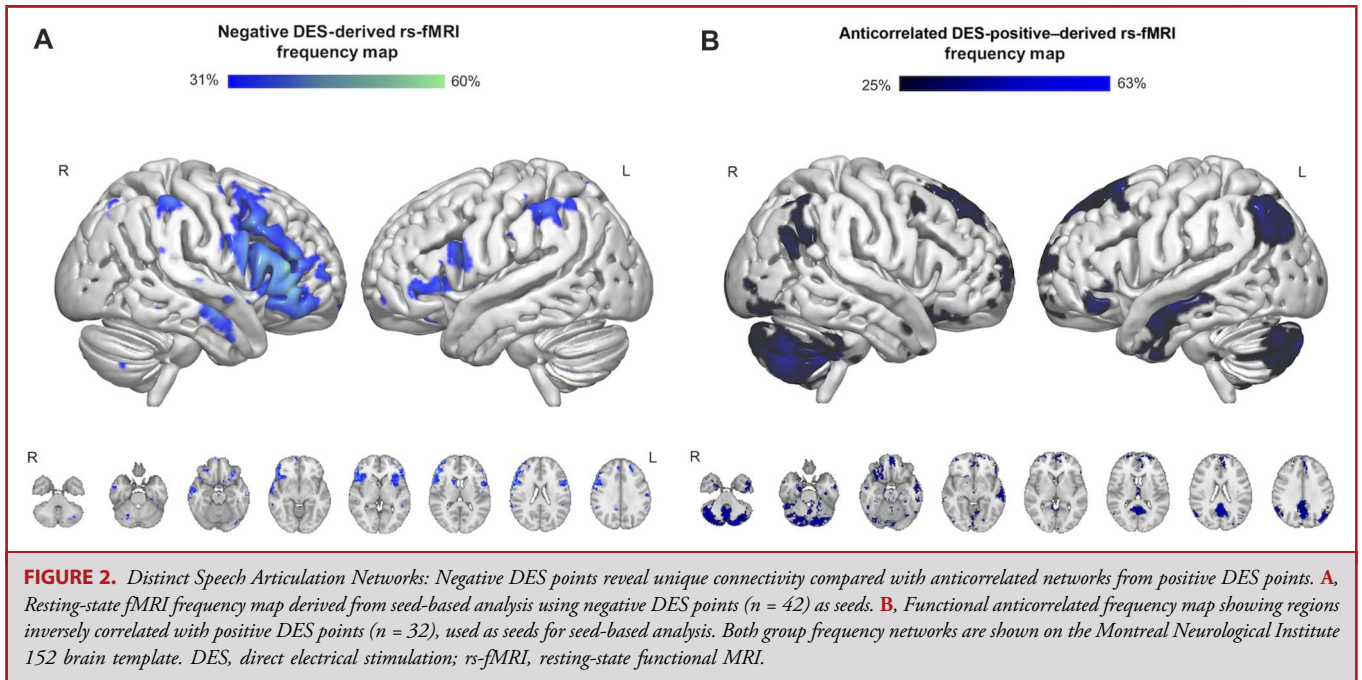 A
Negative DES-derived rs-fMRI
frequency map
31%
60%
B
Anticorrelated DES-positive–derived rs-fMRI
frequency map
25%
63%
R
L
R
L
R
L
R
FIGURE 2. Distinct Speech Articulation Networks: Negative DES points reveal unique connectivity compared with anticorrelated networks from positive DES points. A,
Resting-state fMRI frequency map derived from seed-based analysis using negative DES points (n = 42) as seeds. B, Functional anticorrelated frequency map showing regions
inversely correlated with positive DES points (n = 32), used as seeds for seed-based analysis. Both group frequency networks are shown on the Montreal Neurological Institute
152 brain template. DES, direct electrical stimulation; rs-fMRI, resting-state functional MRI.